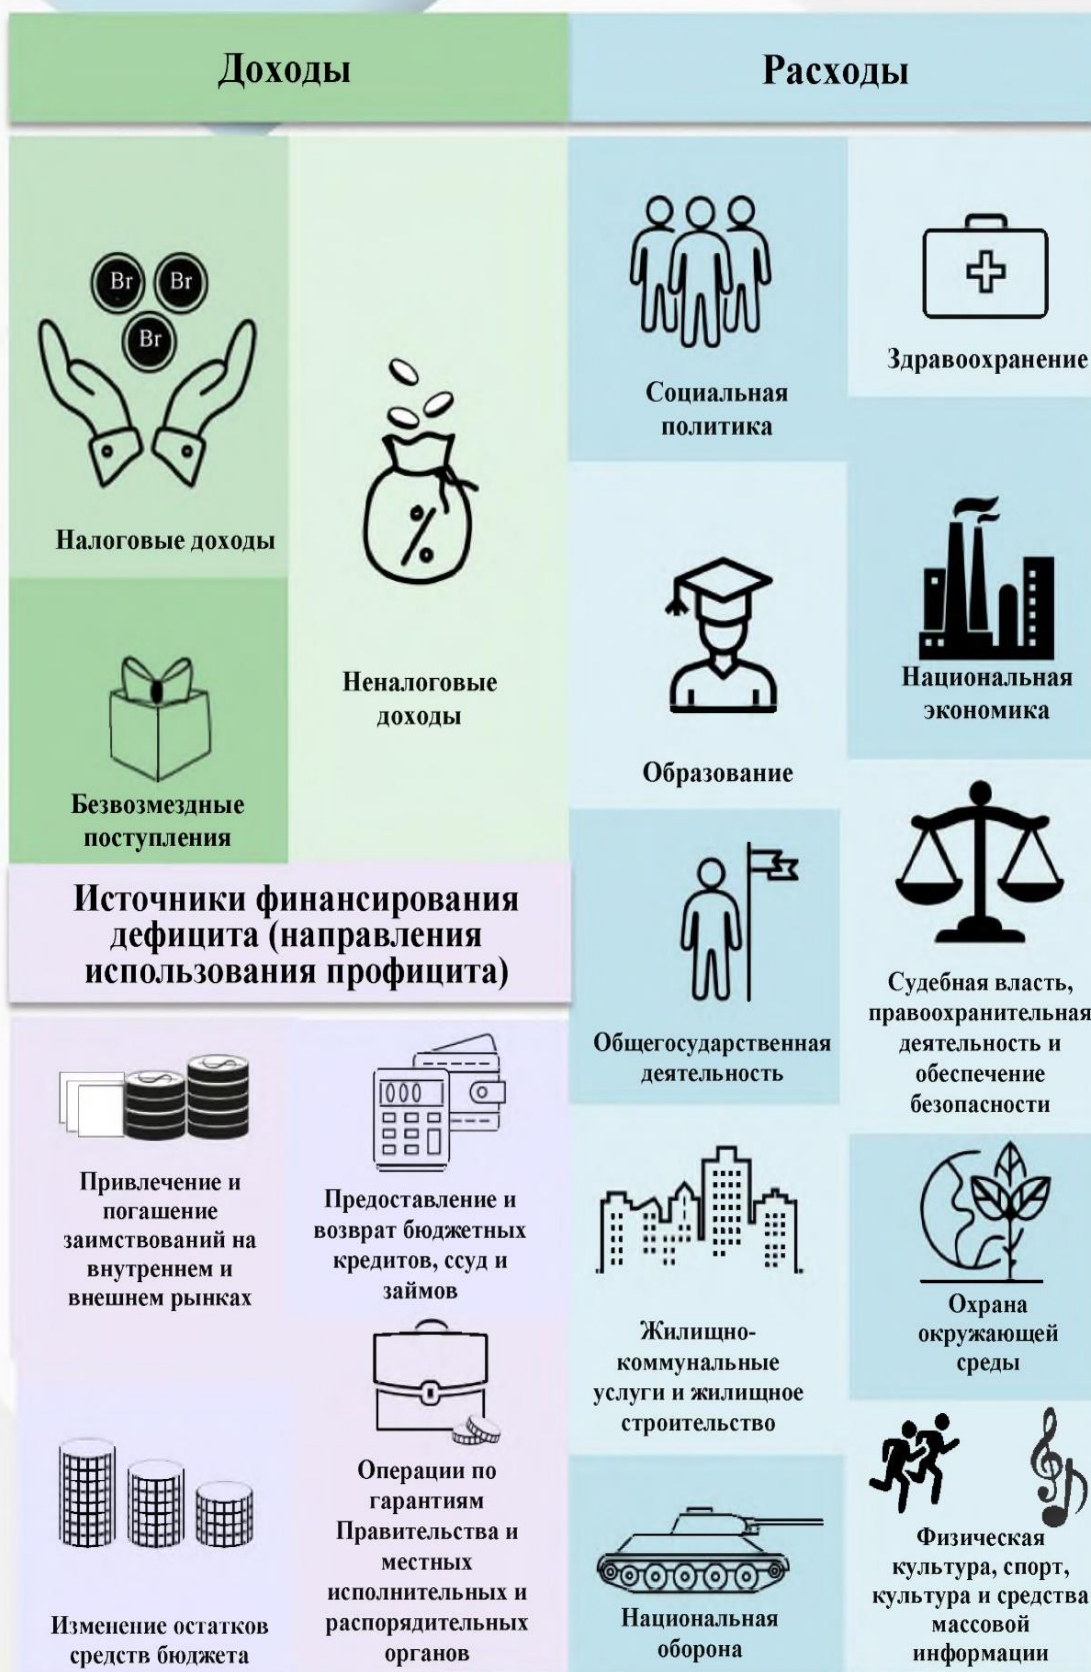 Доходы
Br
Br
Br
Налоговые доходы
%
Неналоговые
доходы
Безвозмездные
поступления
Источники финансирования
дефицита (направления
использования профицита)
Привлечение и
погашение
заимствований на
внутреннем и
внешнем рынках
000
Предоставление и
возврат бюджетных
кредитов, ссуд и
займов
Изменение остатков
средств бюджета
Операции по
гарантиям
Правительства и
местных
исполнительных и
распорядительных
органов
Расходы
Социальная
политика
Здравоохранение
Образование
Национальная
экономика
Общегосударственная
деятельность
Судебная власть,
правоохранительная
деятельность и
обеспечение
безопасности
Жилищно-
коммунальные
услуги и жилищное
строительство
Охрана
окружающей
среды
Национальная
оборона
Физическая
культура, спорт,
культура и средства
массовой
информации